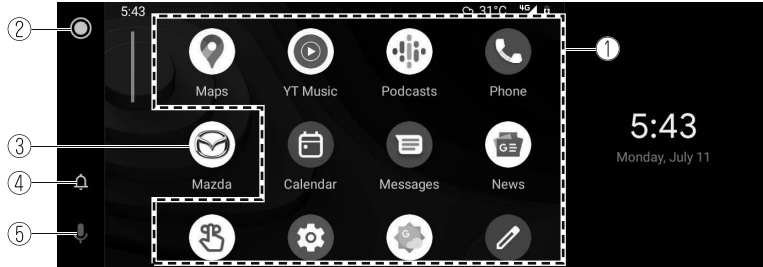 5:43 31°C 4G
①
②
Maps YT Music Podcasts Phone
5:43
Monday, July 11
③
Mazda Calendar Messages News
GE
④
⑤
G